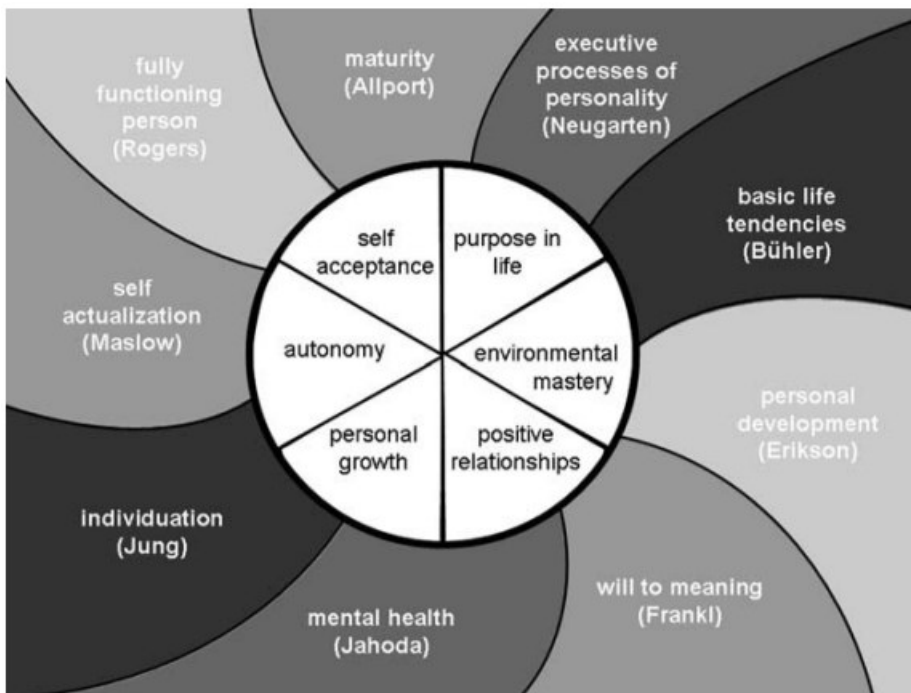 fully
functioning
person
(Rogers)
maturity
(Allport)
executive
processes of
personality
(Neugarten)
basic life
tendencies
(Bühler)
self
acceptance
purpose in
life
self
actualization
(Maslow)
autonomy
environmental
mastery
personal
development
(Erikson)
personal
growth
positive
relationships
individuation
(Jung)
mental health
(Jahoda)
will to meaning
(Frankl)